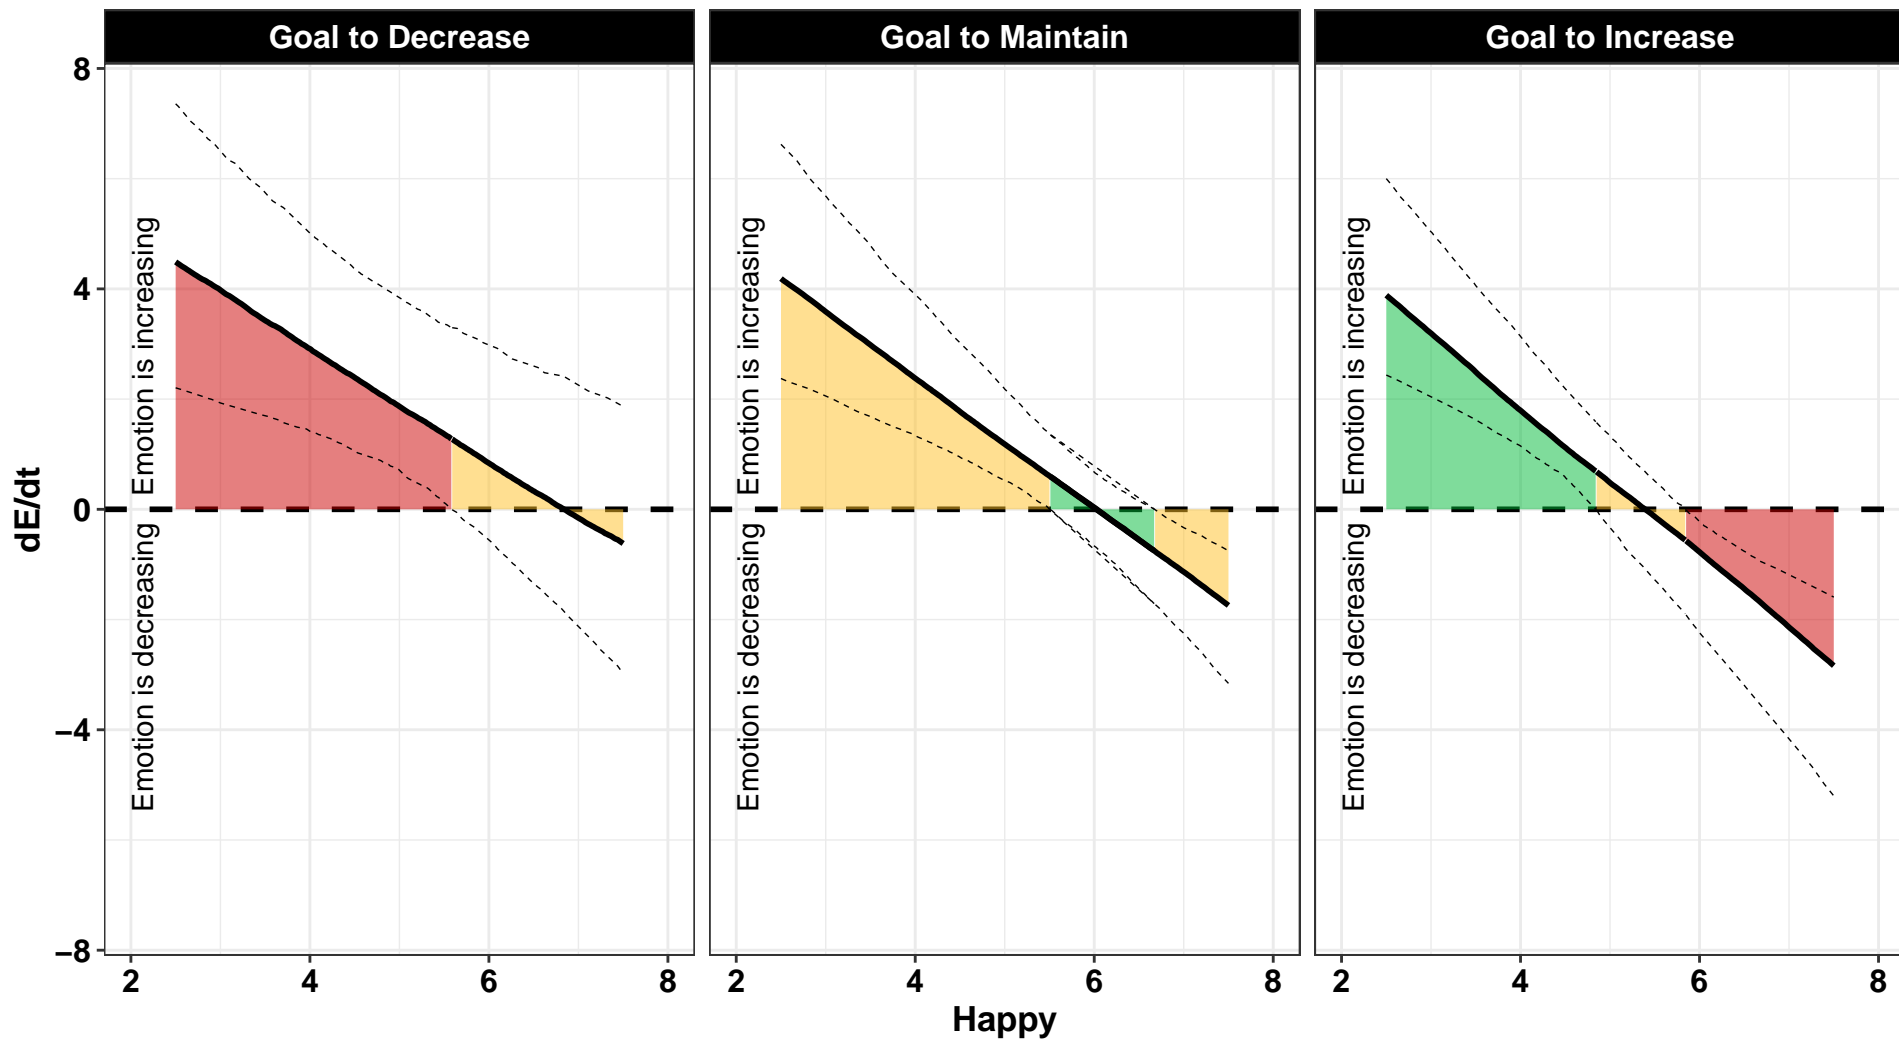 Goal to Decrease
Goal to Maintain
Goal to Increase
dE/dt
8
4
0
−4
−8
Emotion is increasing
Emotion is decreasing
Emotion is increasing
Emotion is decreasing
Emotion is increasing
Emotion is decreasing
2 4 6 8
2 4 6 8
2 4 6 8
Happy